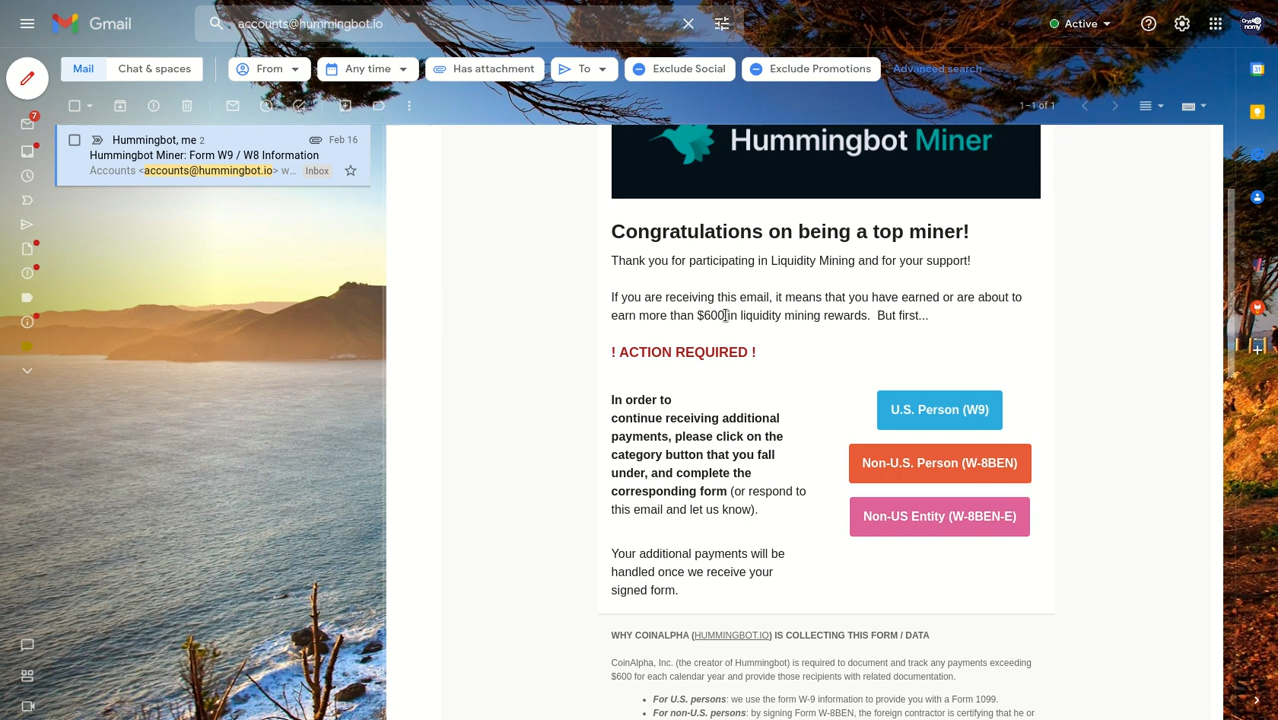 Gmail
accounts@hummingbot.io
Active
Mail
Chat & spaces
From
Any time
Has attachment
To
Exclude Social
Exclude Promotions
Advanced search
1–1 of 1
7
Hummingbot, me 2
Feb 16
Hummingbot Miner: Form W9 / W8 Information
Accounts <accounts@hummingbot.io> w…
Inbox
Hummingbot Miner
Congratulations on being a top miner!
Thank you for participating in Liquidity Mining and for your support!
If you are receiving this email, it means that you have earned or are about to
earn more than $600 in liquidity mining rewards.  But first...
! ACTION REQUIRED !
In order to
continue receiving additional
payments, please click on the
category button that you fall
under, and complete the
corresponding form (or respond to
this email and let us know).
U.S. Person (W9)
Non-U.S. Person (W-8BEN)
Non-US Entity (W-8BEN-E)
Your additional payments will be
handled once we receive your
signed form.
WHY COINALPHA (HUMMINGBOT.IO) IS COLLECTING THIS FORM / DATA
CoinAlpha, Inc. (the creator of Hummingbot) is required to document and track any payments exceeding
$600 for each calendar year and provide those recipients with related documentation.
• For U.S. persons: we use the form W-9 information to provide you with a Form 1099.
• For non-U.S. persons: by signing Form W-8BEN, the foreign contractor is certifying that he or